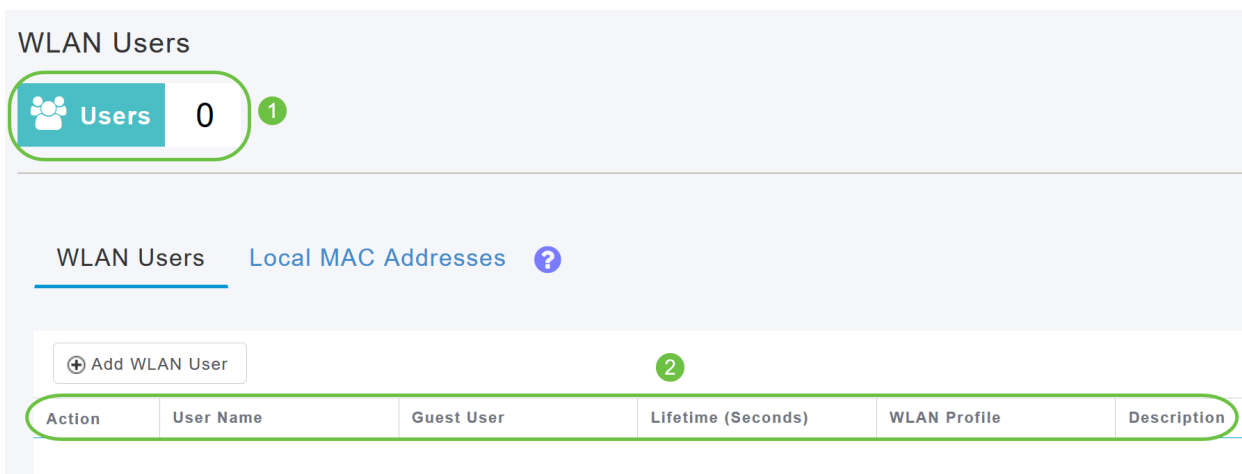 WLAN Users
Users 0 1
WLAN Users Local MAC Addresses ?
Add WLAN User 2
Action User Name Guest User Lifetime (Seconds) WLAN Profile Description